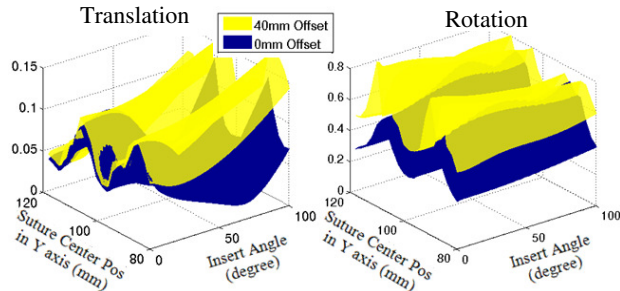 Translation
40mm Offset
0mm Offset
Rotation
0.15
0.1
0.05
0
120
100
80
0
50
100
Suture Center Pos
in Y axis (mm)
Insert Angle
(degree)
0.8
0.6
0.4
0.2
0
120
100
80
0
50
100
Suture Center Pos
in Y axis (mm)
Insert Angle
(degree)